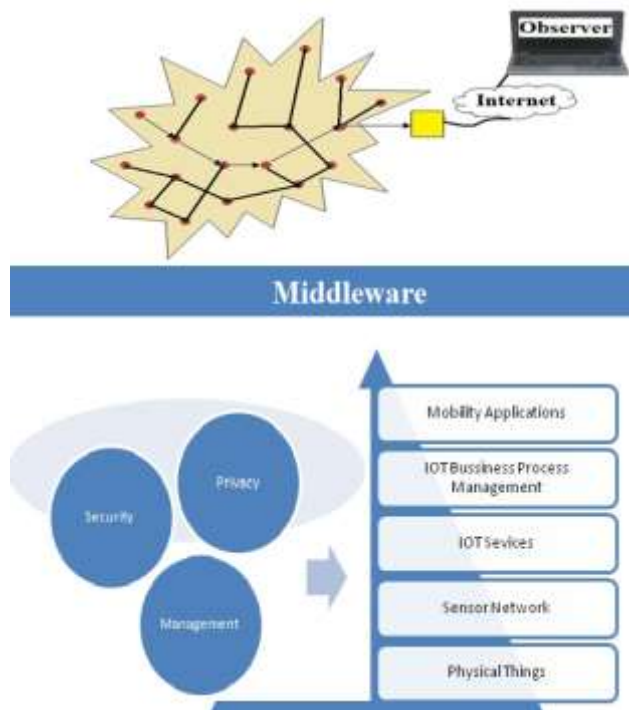 Observer
Internet
Middleware
Mobility Applications
IOT Bussiness Process
Management
Privacy
Security
IOT Sevices
Sensor Network
Management
Physical Things